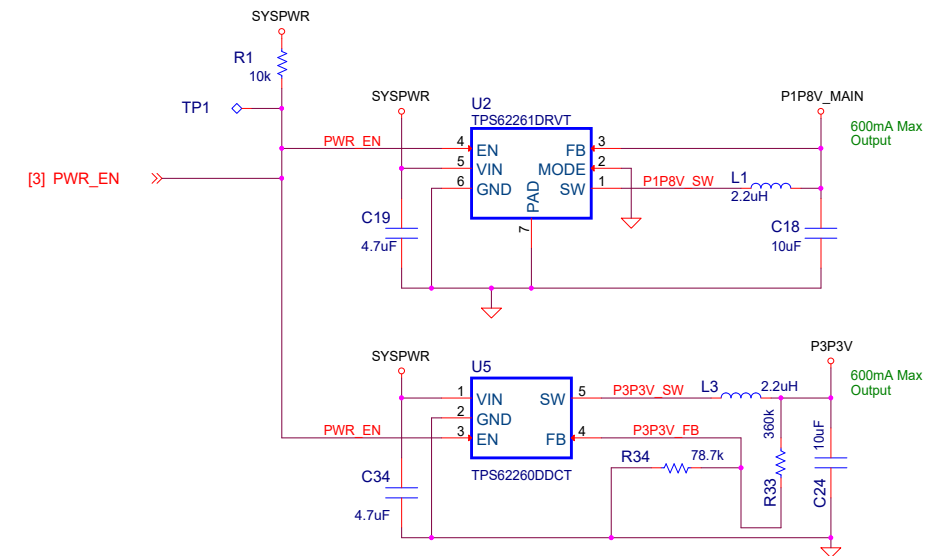 SYSPWR
R1
10k
TP1
[3] PWR_EN
PWR_EN
SYSPWR
U2
TPS62261DRVT
4
EN
5
VIN
6
GND
FB
3
MODE
2
SW
1
PAD
7
P1P8V_SW
L1
2.2uH
P1P8V_MAIN
600mA Max
Output
C19
4.7uF
C18
10uF
SYSPWR
U5
1
VIN
2
GND
3
EN
SW
5
FB
4
TPS62260DDCT
PWR_EN
P3P3V_SW
L3
2.2uH
P3P3V
600mA Max
Output
P3P3V_FB
R34
78.7k
360k
R33
10uF
C24
C34
4.7uF